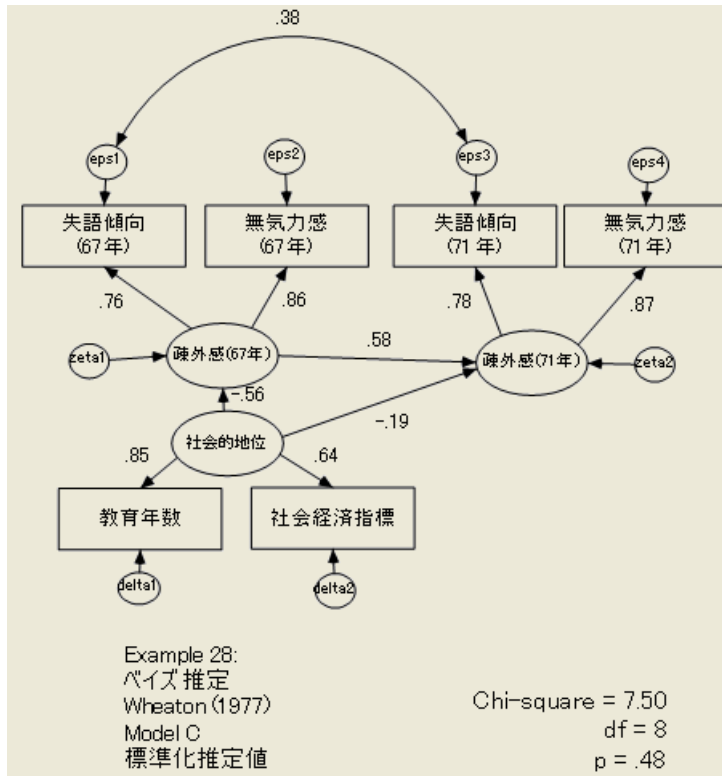 .38
eps1
eps2
eps3
eps4
失語傾向
(67年)
無気力感
(67年)
失語傾向
(71年)
無気力感
(71年)
.76
.86
.78
.87
zeta1
疎外感(67年)
.58
疎外感(71年)
zeta2
-.56
-.19
社会的地位
.85
.64
教育年数
社会経済指標
delta1
delta2
Example 28:
ベイズ推定
Wheaton (1977)
Model C
標準化推定値
Chi-square = 7.50
df = 8
p = .48